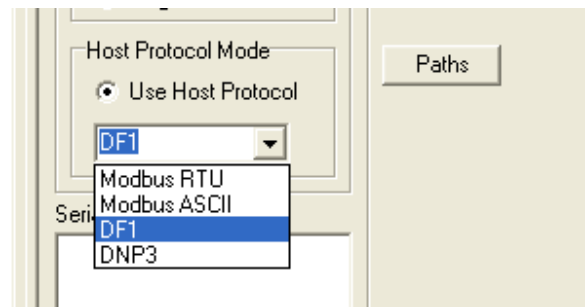 Host Protocol Mode
Paths
Use Host Protocol
DF1
Modbus RTU
Modbus ASCII
DF1
DNP3